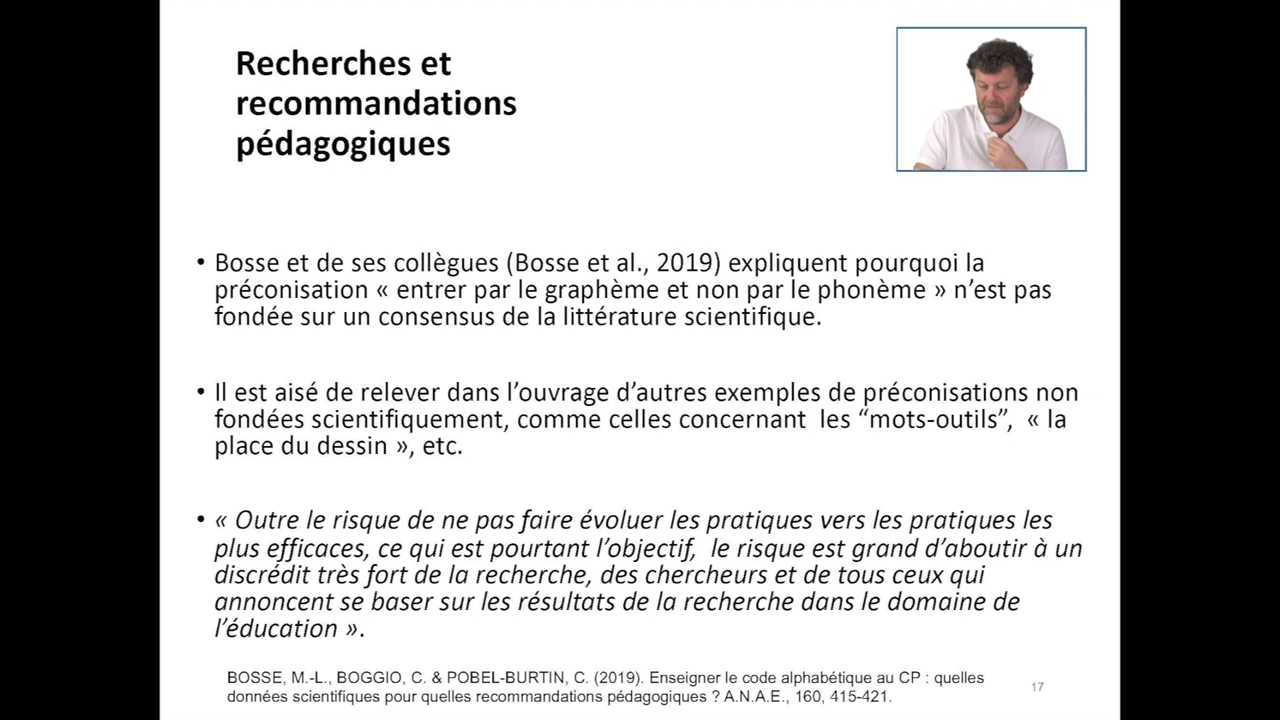 Recherches et
recommandations
pédagogiques
• Bosse et de ses collègues (Bosse et al., 2019) expliquent pourquoi la
préconisation « entrer par le graphème et non par le phonème » n’est pas
fondée sur un consensus de la littérature scientifique.
• Il est aisé de relever dans l’ouvrage d’autres exemples de préconisations non
fondées scientifiquement, comme celles concernant les “mots-outils”, « la
place du dessin », etc.
• « Outre le risque de ne pas faire évoluer les pratiques vers les pratiques les
plus efficaces, ce qui est pourtant l’objectif, le risque est grand d’aboutir à un
discrédit très fort de la recherche, des chercheurs et de tous ceux qui
annoncent se baser sur les résultats de la recherche dans le domaine de
l’éducation ».
BOSSE, M.-L., BOGGIO, C. & POBEL-BURTIN, C. (2019). Enseigner le code alphabétique au CP : quelles
données scientifiques pour quelles recommandations pédagogiques ? A.N.A.E., 160, 415-421.
17